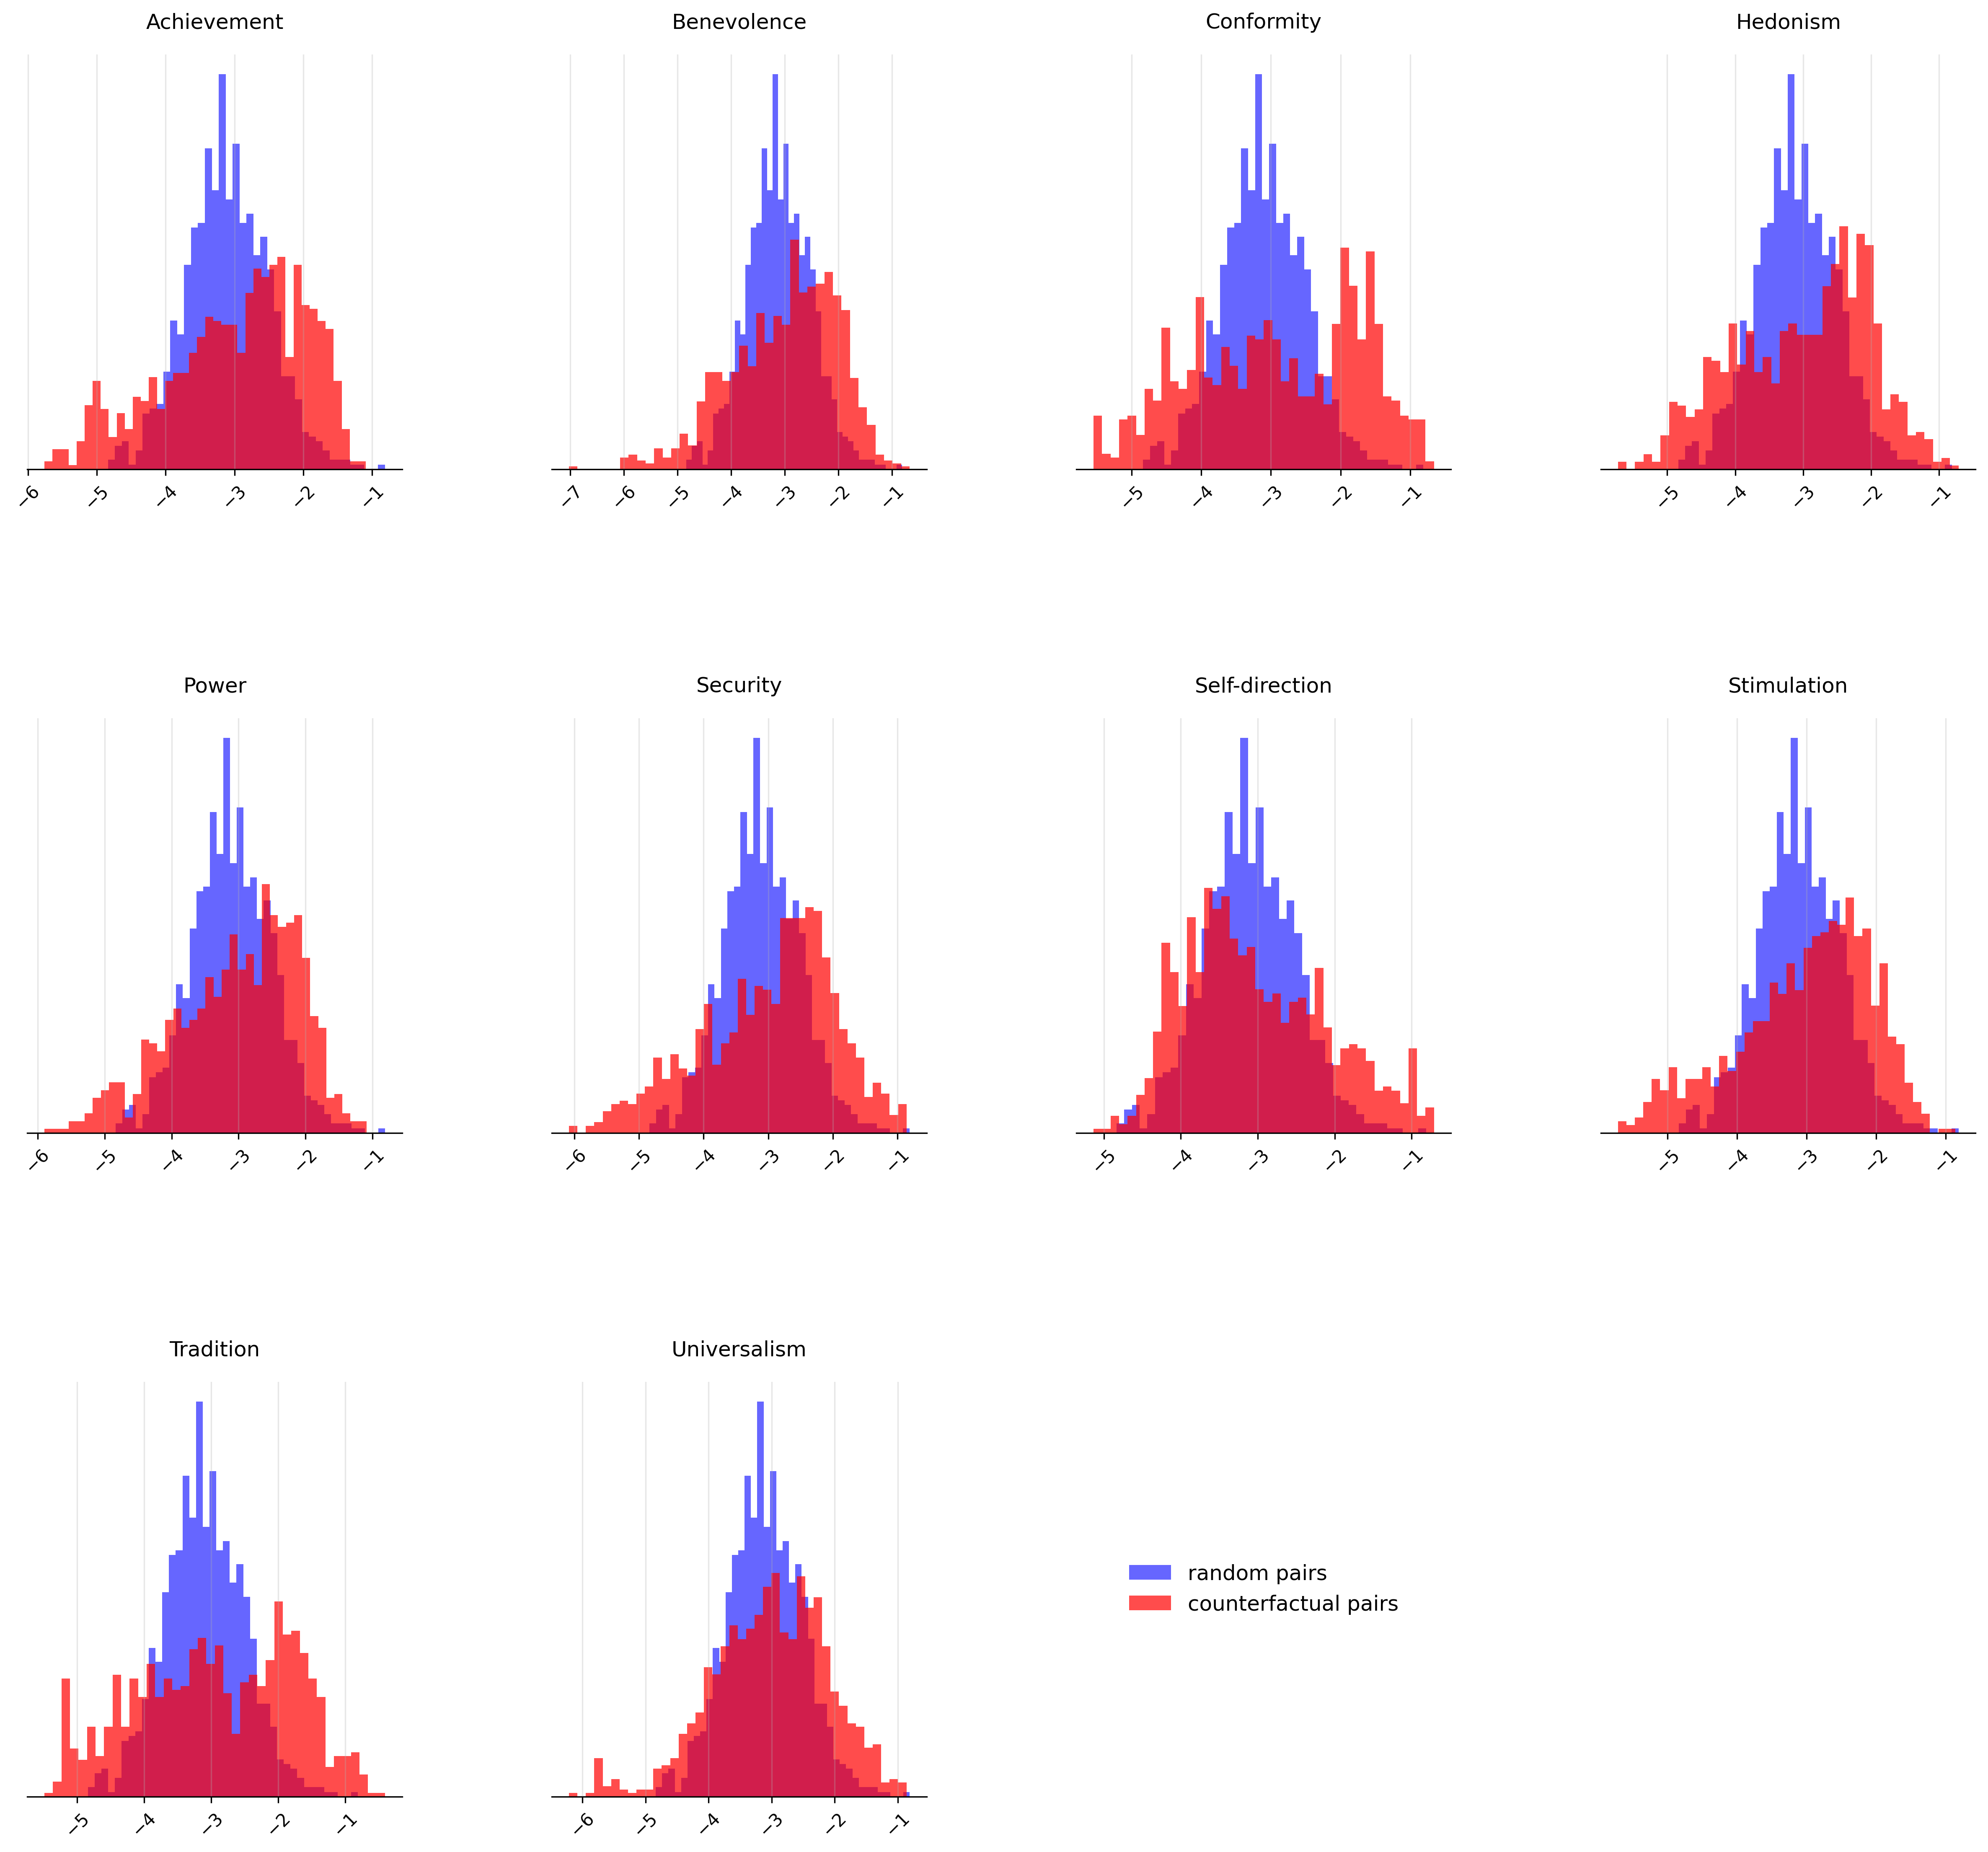 Achievement
Benevolence
Conformity
Hedonism
−6 −5 −4 −3 −2 −1
−7 −6 −5 −4 −3 −2 −1
−5 −4 −3 −2 −1
−5 −4 −3 −2 −1
Power
Security
Self-direction
Stimulation
−6 −5 −4 −3 −2 −1
−6 −5 −4 −3 −2 −1
−5 −4 −3 −2 −1
−5 −4 −3 −2 −1
Tradition
Universalism
random pairs
counterfactual pairs
−5 −4 −3 −2 −1
−6 −5 −4 −3 −2 −1